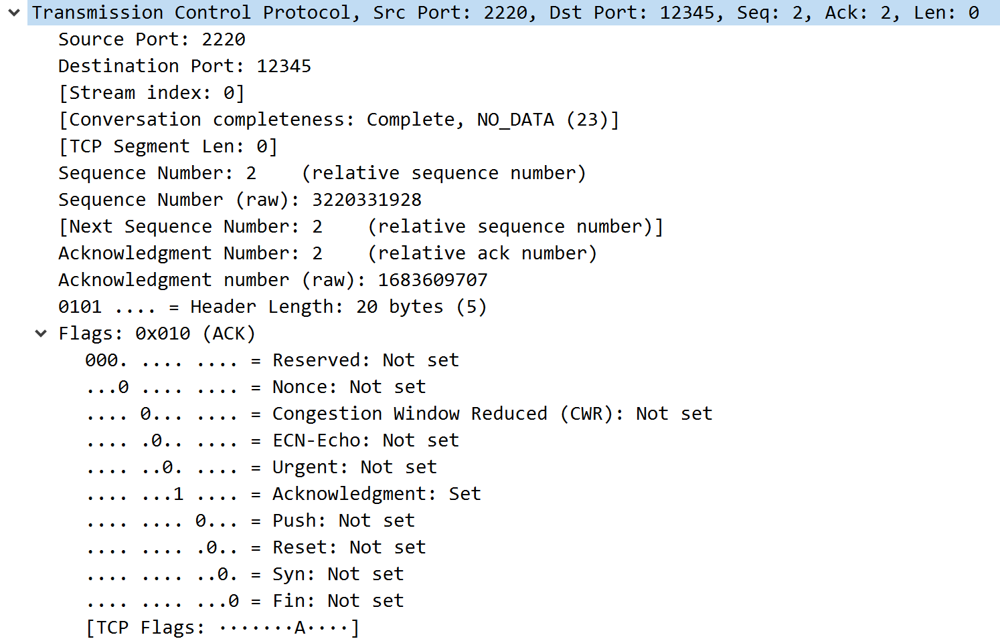 Transmission Control Protocol, Src Port: 2220, Dst Port: 12345, Seq: 2, Ack: 2, Len: 0
Source Port: 2220
Destination Port: 12345
[Stream index: 0]
[Conversation completeness: Complete, NO_DATA (23)]
[TCP Segment Len: 0]
Sequence Number: 2    (relative sequence number)
Sequence Number (raw): 3220331928
[Next Sequence Number: 2    (relative sequence number)]
Acknowledgment Number: 2    (relative ack number)
Acknowledgment number (raw): 1683609707
0101 .... = Header Length: 20 bytes (5)
Flags: 0x010 (ACK)
000. .... .... = Reserved: Not set
...0 .... .... = Nonce: Not set
.... 0... .... = Congestion Window Reduced (CWR): Not set
.... .0.. .... = ECN-Echo: Not set
.... ..0. .... = Urgent: Not set
.... ...1 .... = Acknowledgment: Set
.... .... 0... = Push: Not set
.... .... .0.. = Reset: Not set
.... .... ..0. = Syn: Not set
.... .... ...0 = Fin: Not set
[TCP Flags: ·······A····]